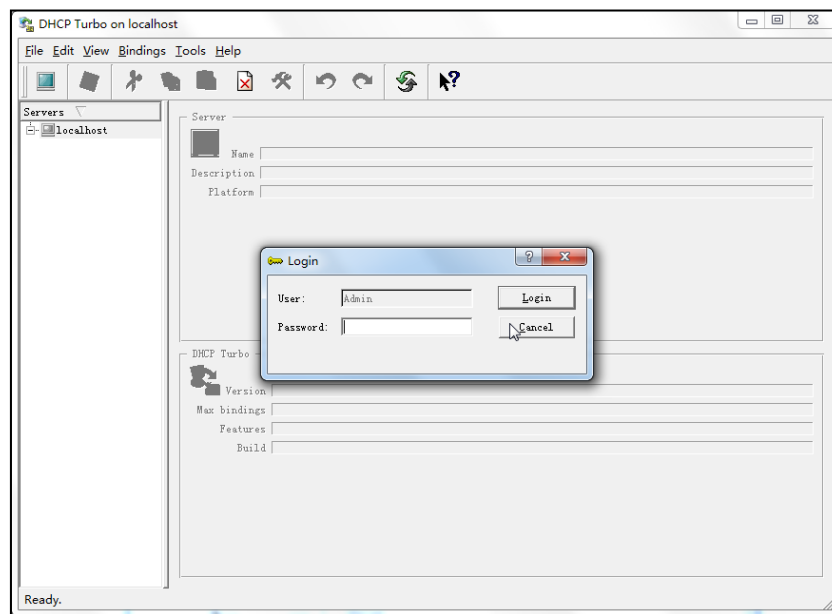 DHCP Turbo on localhost
File Edit View Bindings Tools Help
Servers
localhost
Server
Name
Description
Platform
Login
User: Admin Login
Password: Cancel
DHCP Turbo
Version
Max bindings
Features
Build
Ready.